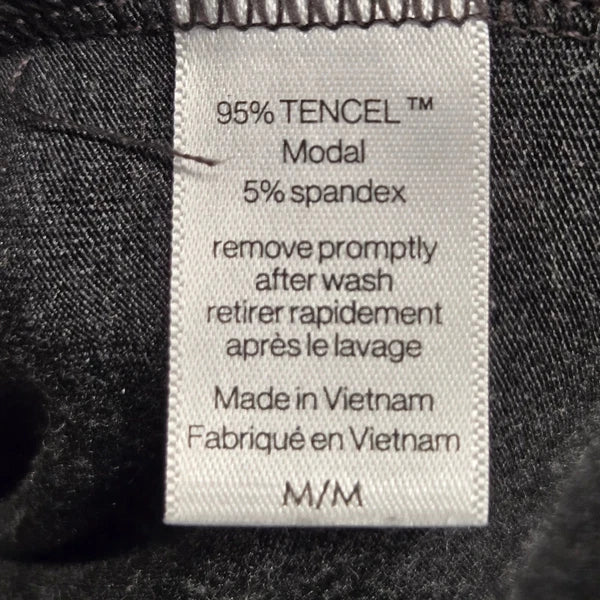 95% TENCEL™
Modal
5% spandex
remove promptly
after wash
retirer rapidement
après le lavage
Made in Vietnam
Fabriqué en Vietnam
M/M